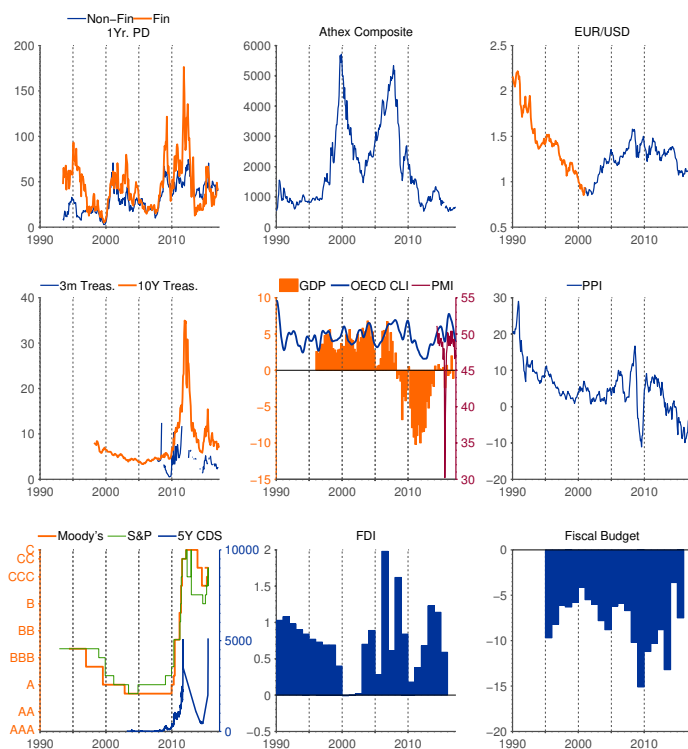 Non−Fin Fin
1Yr. PD
200
150
100
50
0
1990 2000 2010
Athex Composite
6000
5000
4000
3000
2000
1000
0
1990 2000 2010
EUR/USD
2.5
2
1.5
1
0.5
1990 2000 2010
3m Treas. 10Y Treas.
40
30
20
10
0
1990 2000 2010
GDP OECD CLI PMI
10 55
5 50
0 45
−5 40
−10 35
−15 30
1990 2000 2010
PPI
30
20
10
0
−10
−20
1990 2000 2010
Moody's S&P 5Y CDS
C 10000
CC
CCC
B
BB 5000
BBB
A
AA
AAA 0
1990 2000 2010
FDI
2
1.5
1
0.5
0
−0.5
1990 2000 2010
Fiscal Budget
0
−5
−10
−15
−20
1990 2000 2010